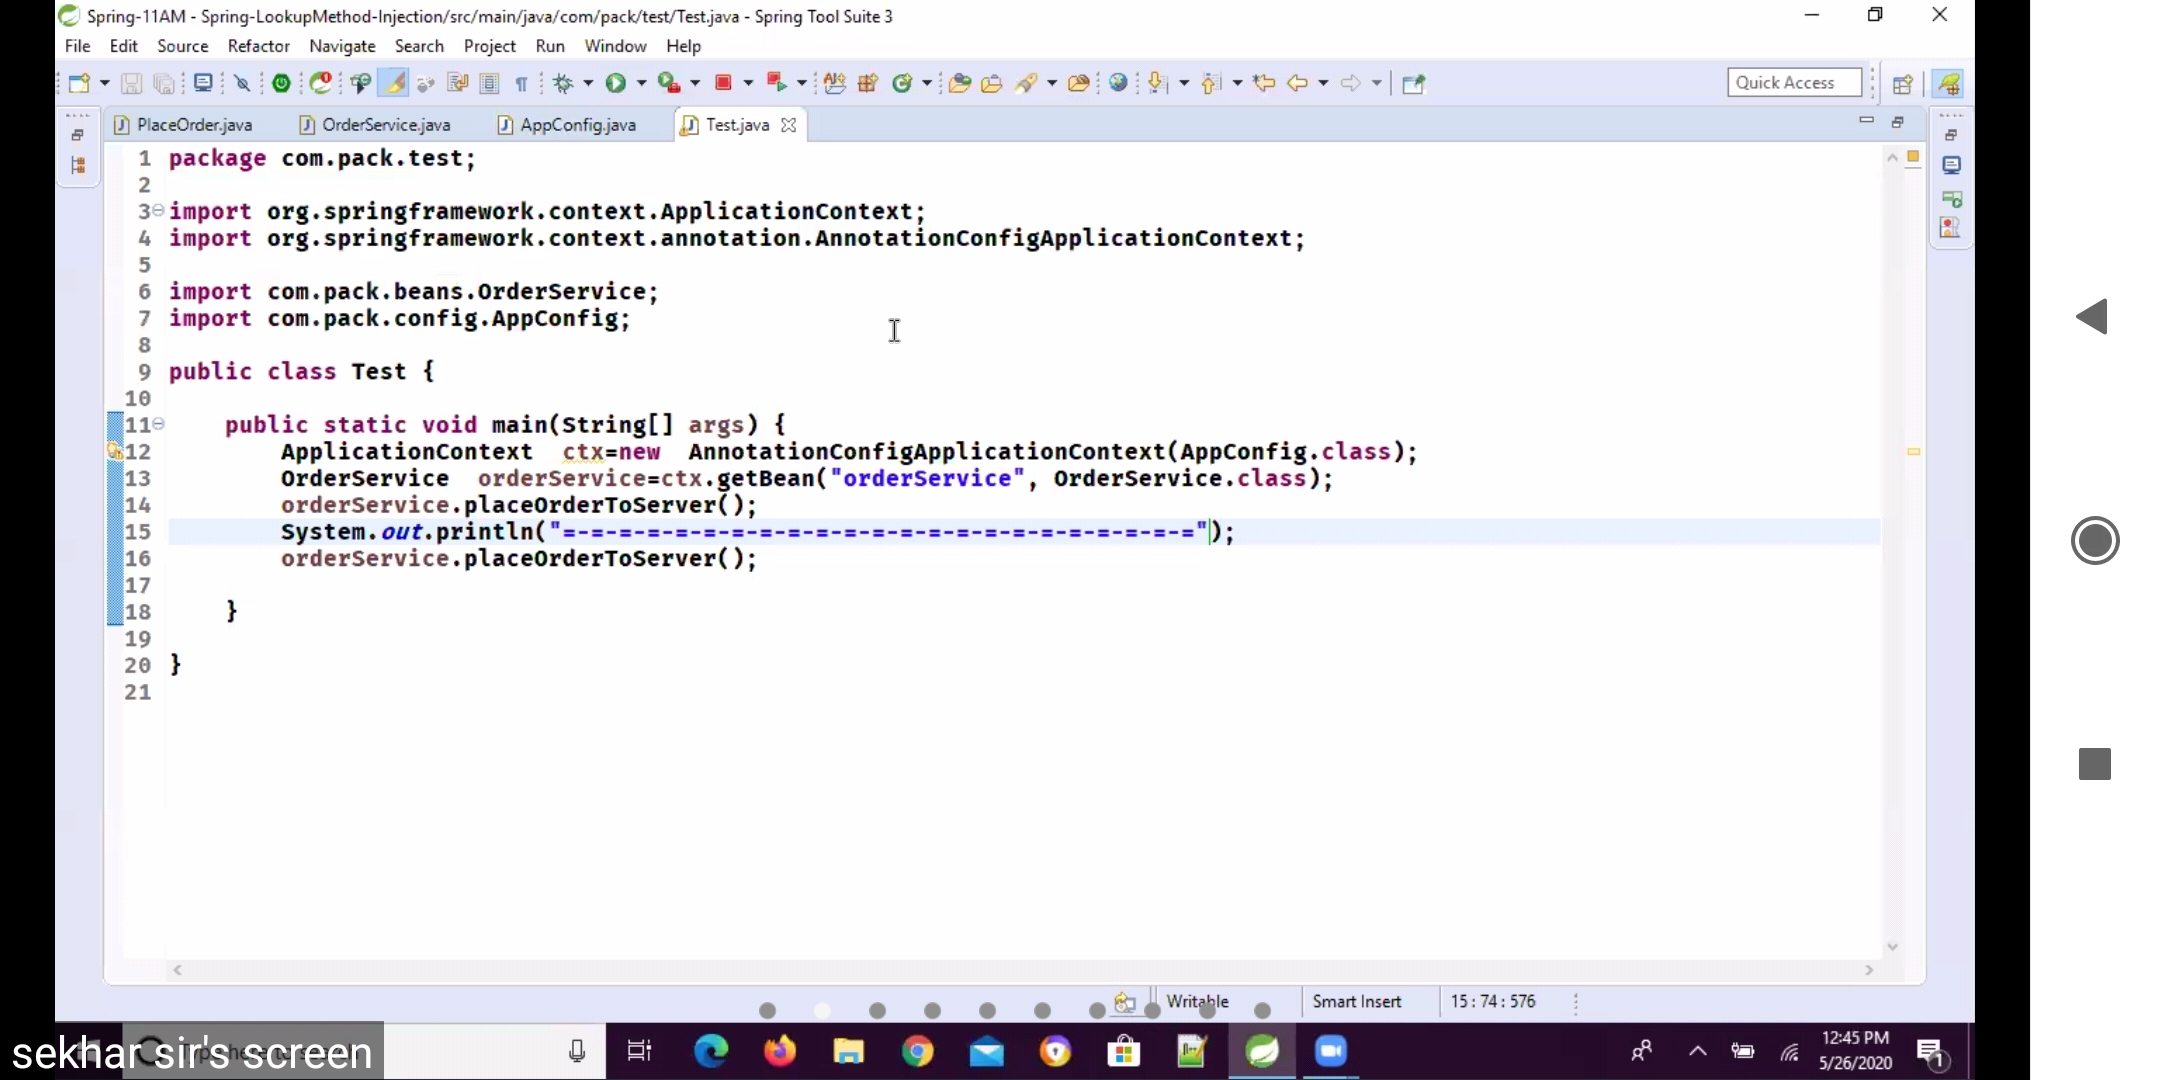 Spring-11AM - Spring-LookupMethod-Injection/src/main/java/com/pack/test/Test.java - Spring Tool Suite 3
File Edit Source Refactor Navigate Search Project Run Window Help
Quick Access
PlaceOrder.java OrderService.java AppConfig.java Test.java
1 package com.pack.test;
2
3 import org.springframework.context.ApplicationContext;
4 import org.springframework.context.annotation.AnnotationConfigApplicationContext;
5
6 import com.pack.beans.OrderService;
7 import com.pack.config.AppConfig;
8
9 public class Test {
10
11 public static void main(String[] args) {
12 ApplicationContext ctx=new AnnotationConfigApplicationContext(AppConfig.class);
13 OrderService orderService=ctx.getBean("orderService", OrderService.class);
14 orderService.placeOrderToServer();
15 System.out.println("=-=-=-=-=-=-=-=-=-=-=-=-=-=-=-=-=-=-=-=-=-=-=");
16 orderService.placeOrderToServer();
17
18 }
19
20 }
21
Writable Smart Insert 15 : 74 : 576
sekhar sir's screen
Type here to search
12:45 PM
5/26/2020
1